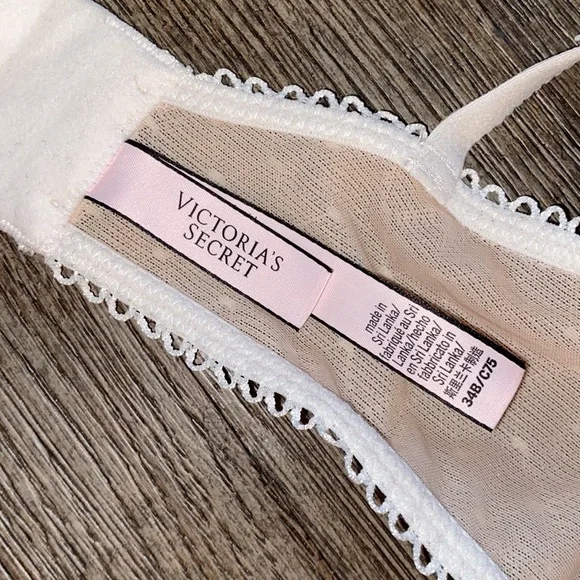 VICTORIA'S
SECRET
made in
Sri Lanka/
fabriqué au Sri
Lanka/hecho
en Sri Lanka/
fabbricato in
Sri Lanka/
斯里兰卡制造
34B/C75